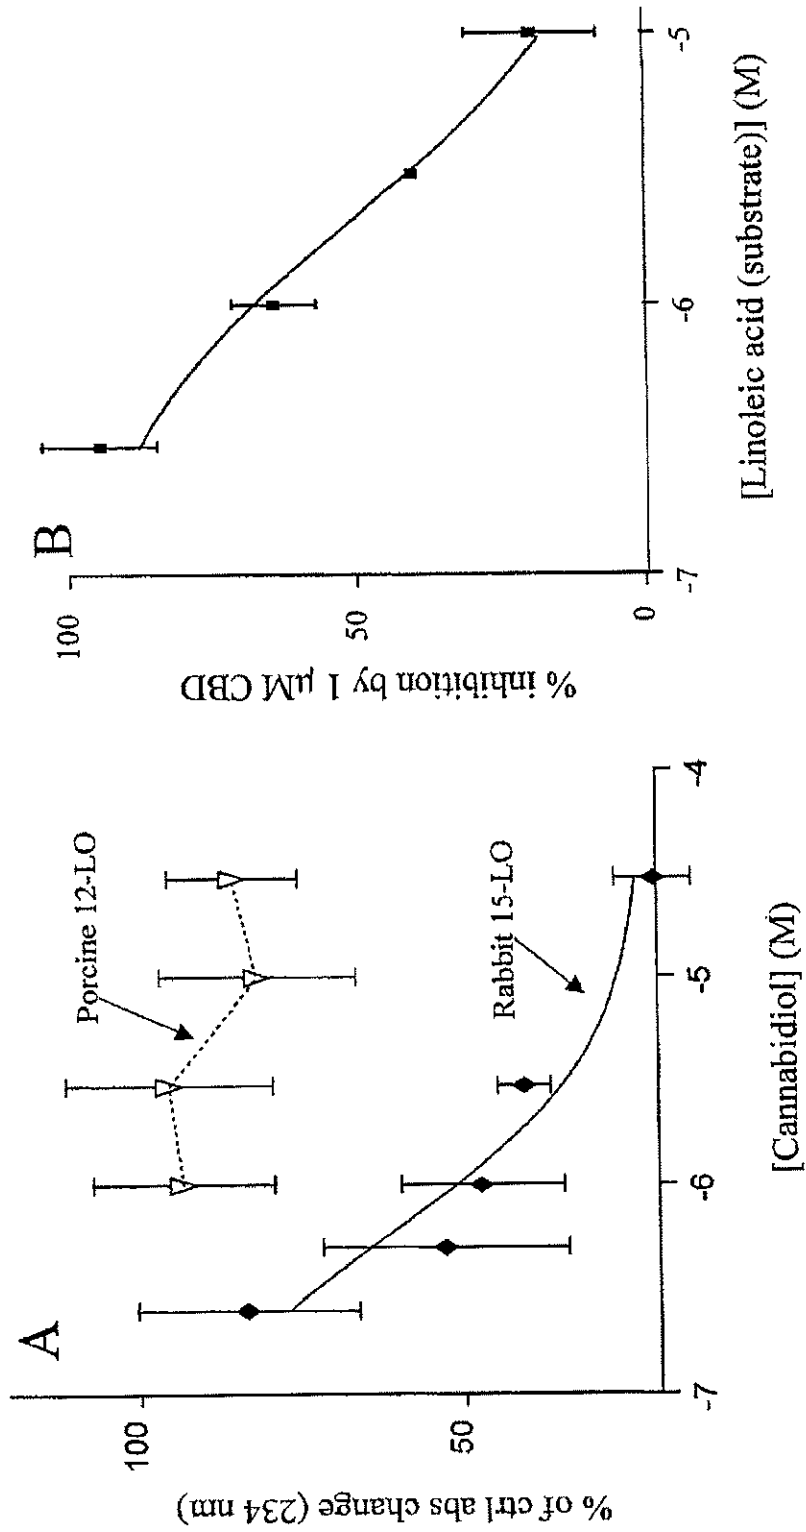 A
% of ctrl abs change (234 nm)
100
50
Porcine 12-LO
Rabbit 15-LO
-7
-6
-5
-4
[Cannabidiol] (M)
B
% inhibition by 1 µM CBD
100
50
0
-7
-6
-5
[Linoleic acid (substrate)] (M)